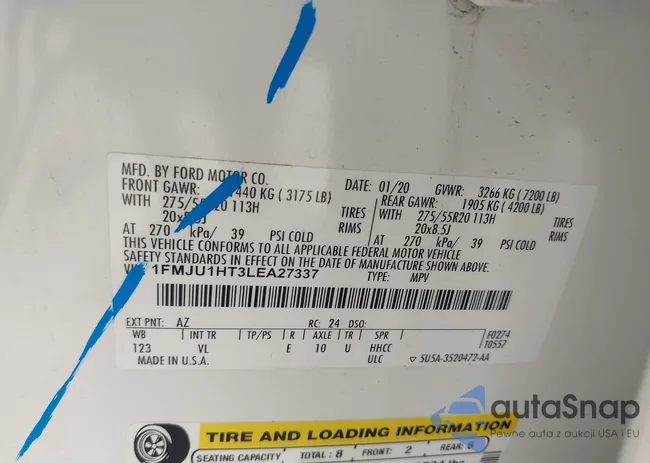 MFD. BY FORD MOTOR CO.
DATE: 01/20 GVWR: 3266 KG ( 7200 LB)
FRONT GAWR: 1440 KG ( 3175 LB) REAR GAWR: 1905 KG ( 4200 LB)
WITH 275/55R20 113H TIRES WITH 275/55R20 113H TIRES
20x8.5J RIMS 20x8.5J RIMS
AT 270 kPa/ 39 PSI COLD AT 270 kPa/ 39 PSI COLD
THIS VEHICLE CONFORMS TO ALL APPLICABLE FEDERAL MOTOR VEHICLE
SAFETY STANDARDS IN EFFECT ON THE DATE OF MANUFACTURE SHOWN ABOVE.
VIN: 1FMJU1HT3LEA27337 TYPE: MPV
EXT PNT: AZ RC: 24 DSO:
WB INT TR TP/PS R AXLE TR SPR F0274
123 VL E 10 U HHCC T0557
MADE IN U.S.A. ULC ▽ 5U5A-3520472-AA
TIRE AND LOADING INFORMATION
SEATING CAPACITY TOTAL : 8 FRONT: 2 REAR: 6
autoSnap
Pewne auta z aukcji USA i EU